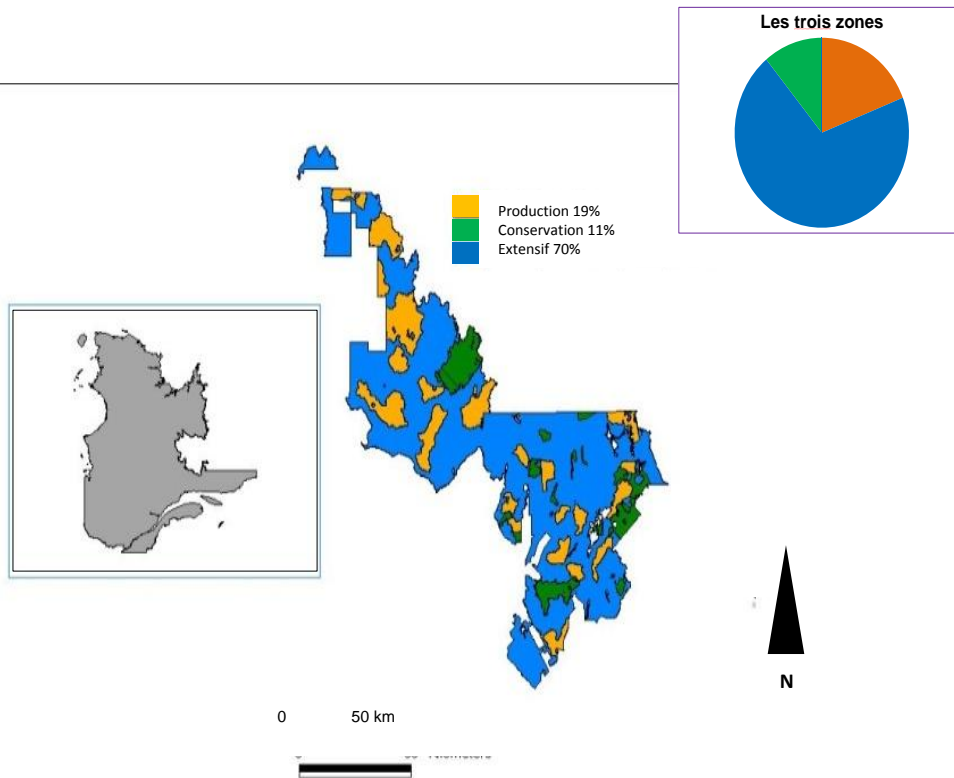 Les trois zones
Production 19%
Conservation 11%
Extensif 70%
N
0 50 km